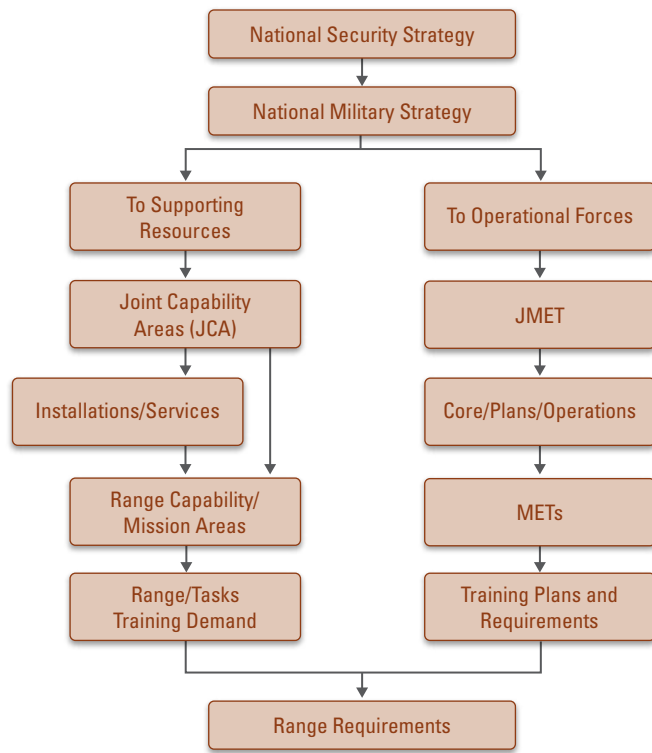 National Security Strategy
National Military Strategy
To Supporting
Resources
To Operational Forces
Joint Capability
Areas (JCA)
JMET
Installations/Services
Core/Plans/Operations
Range Capability/
Mission Areas
METs
Range/Tasks
Training Demand
Training Plans and
Requirements
Range Requirements